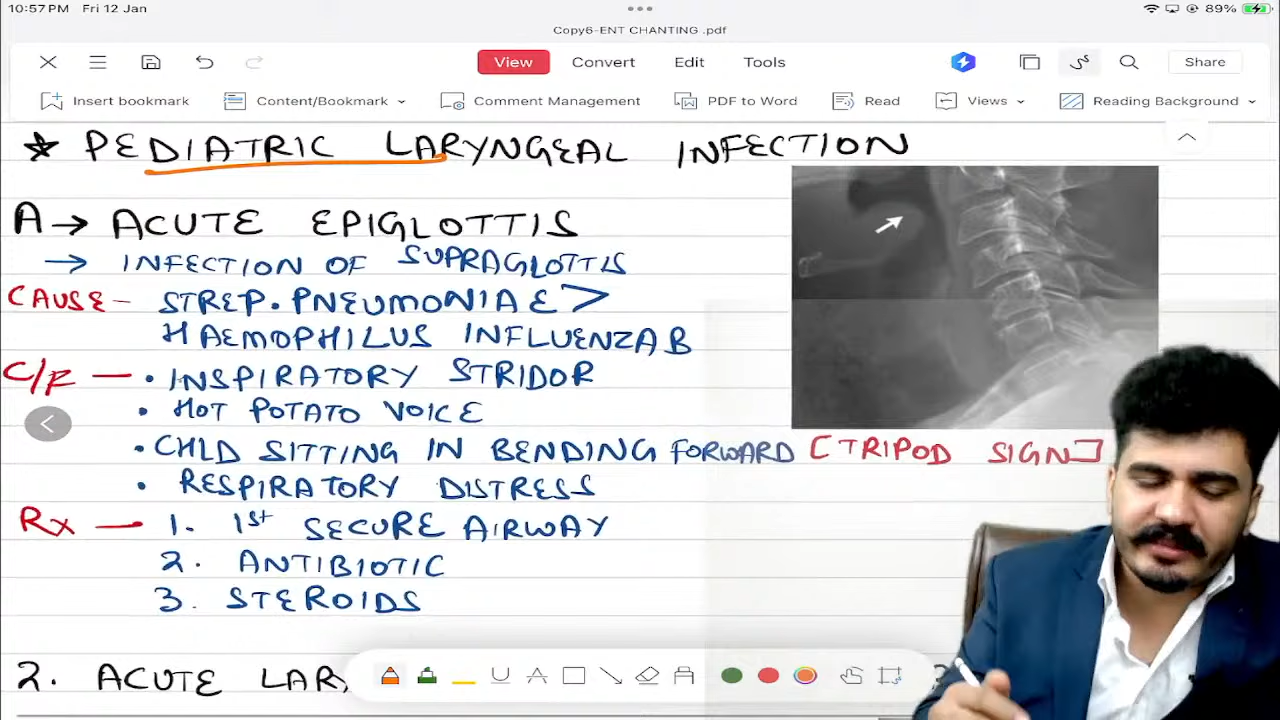 10:57PM Fri 12 Jan
89%
Copy6-ENT CHANTING .pdf
View Convert Edit Tools
Share
Insert bookmark Content/Bookmark Comment Management PDF to Word Read Views Reading Background
★ PEDIATRIC LARYNGEAL INFECTION
A→ ACUTE EPIGLOTTIS
→ INFECTION OF SUPRAGLOTTIS
CAUSE- STREP.PNEUMONIAE>
HAEMOPHILUS INFLUENZA B
C/F — • INSPIRATORY STRIDOR
• HOT POTATO VOICE
• CHLD SITTING IN BENDING FORWARD [TRIPOD SIGN]
• RESPIRATORY DISTRESS
Rx — 1. 1st SECURE AIRWAY
2. ANTIBIOTIC
3. STEROIDS
2. ACUTE LAR